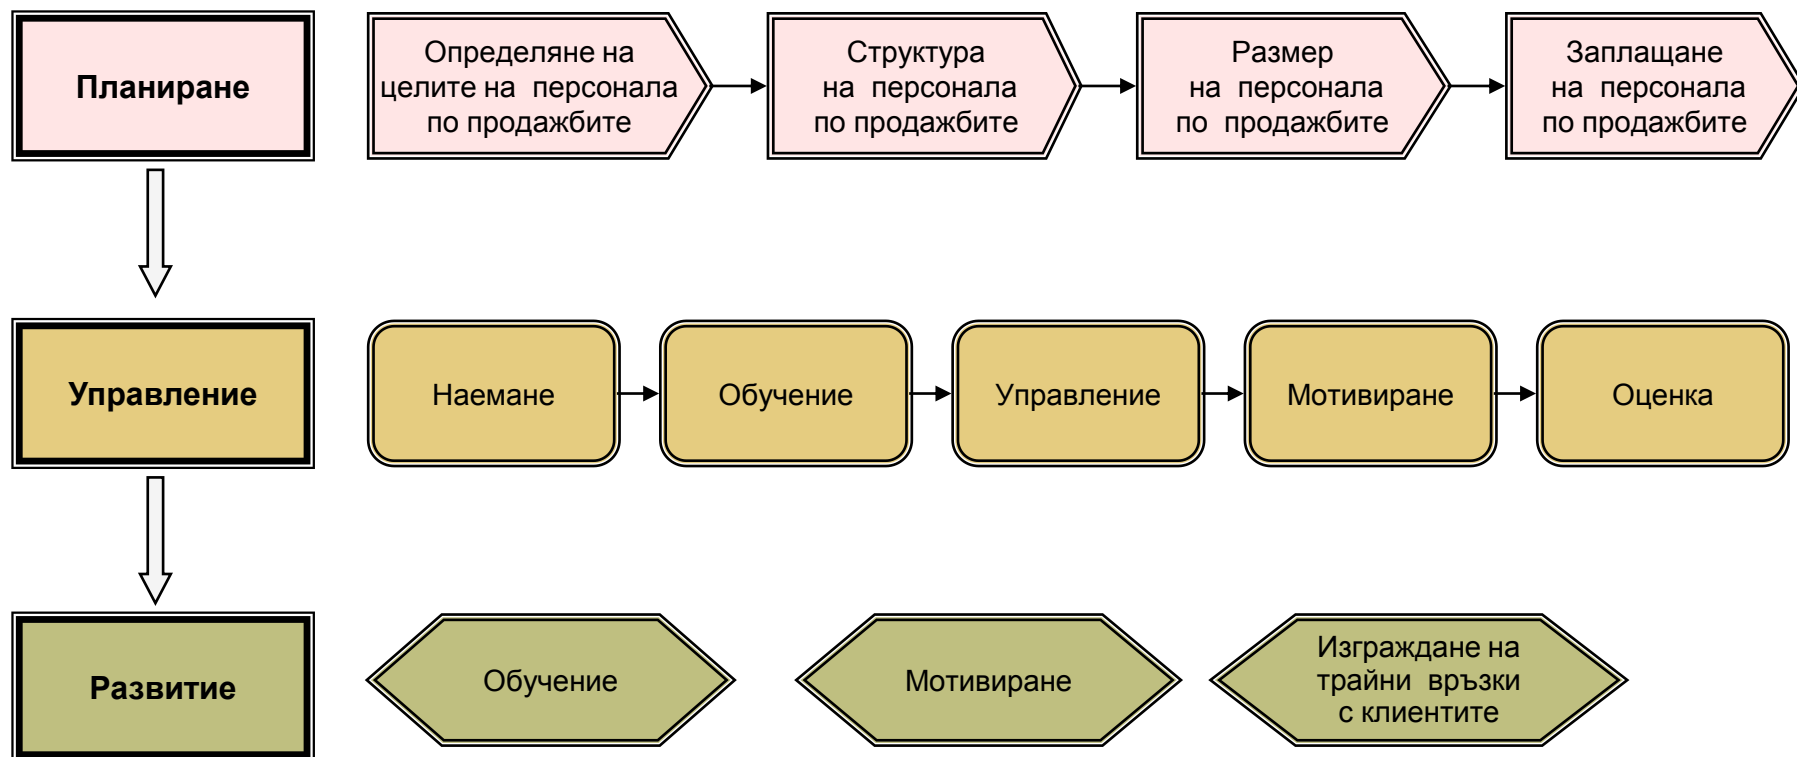 Планиране
Определяне на
целите на персонала
по продажбите
Структура
на персонала
по продажбите
Размер
на персонала
по продажбите
Заплащане
на персонала
по продажбите
Управление
Наемане
Обучение
Управление
Мотивиране
Оценка
Развитие
Обучение
Мотивиране
Изграждане на
трайни връзки
с клиентите